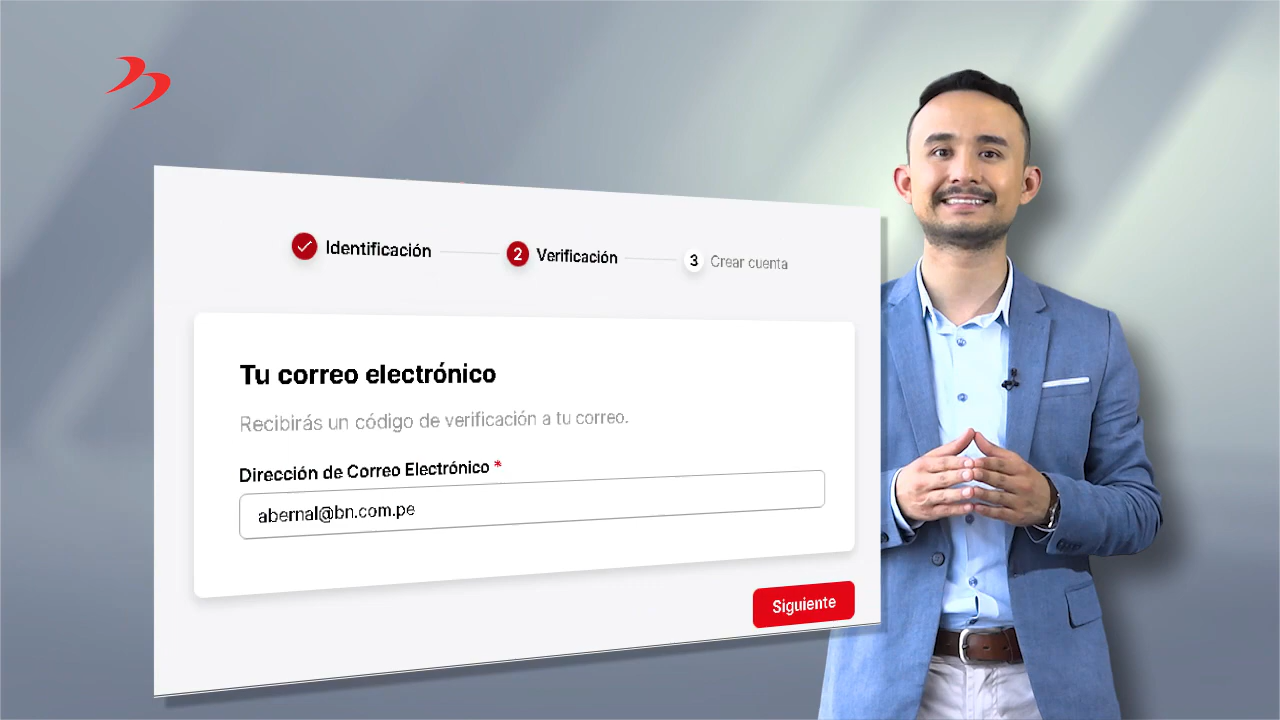 Identificación
2 Verificación
3 Crear cuenta
Tu correo electrónico
Recibirás un código de verificación a tu correo.
Dirección de Correo Electrónico *
abernal@bn.com.pe
Siguiente